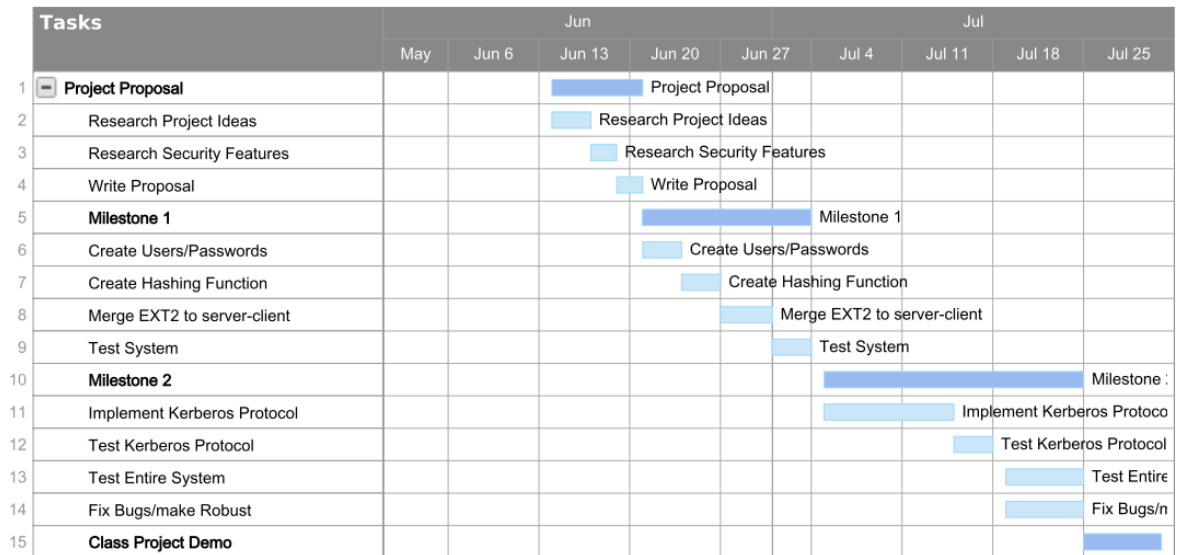 Tasks Jun Jul
May Jun 6 Jun 13 Jun 20 Jun 27 Jul 4 Jul 11 Jul 18 Jul 25
1 Project Proposal Project Proposal
2 Research Project Ideas Research Project Ideas
3 Research Security Features Research Security Features
4 Write Proposal Write Proposal
5 Milestone 1 Milestone 1
6 Create Users/Passwords Create Users/Passwords
7 Create Hashing Function Create Hashing Function
8 Merge EXT2 to server-client Merge EXT2 to server-client
9 Test System Test System
10 Milestone 2 Milestone
11 Implement Kerberos Protocol Implement Kerberos Protoco
12 Test Kerberos Protocol Test Kerberos Protocol
13 Test Entire System Test Entire
14 Fix Bugs/make Robust Fix Bugs/m
15 Class Project Demo